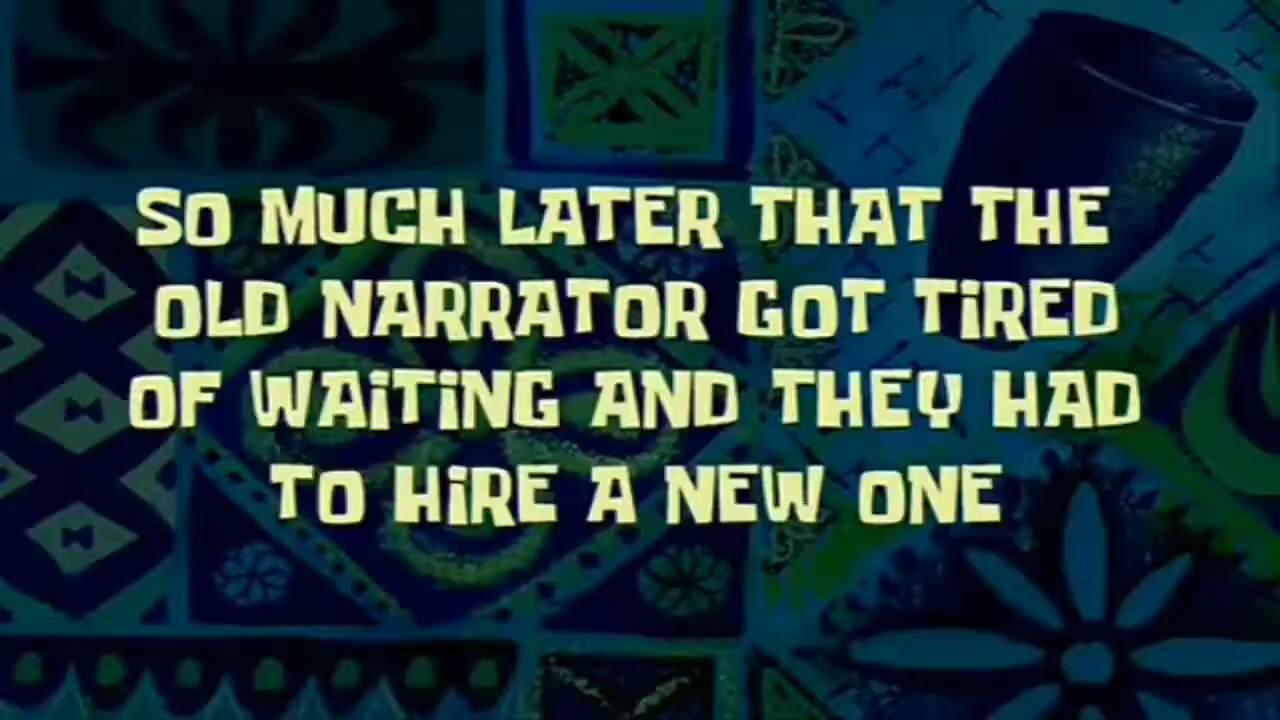 SO MUCH LATER THAT THE
OLD NARRATOR GOT TiRED
OF WAiTiNG AND THEY HAD
TO HiRE A NEW ONE